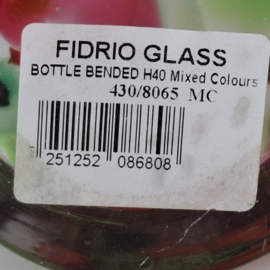 FIDRIO GLASS
BOTTLE BENDED H40 Mixed Colours
430/8065 MC
251252 086808